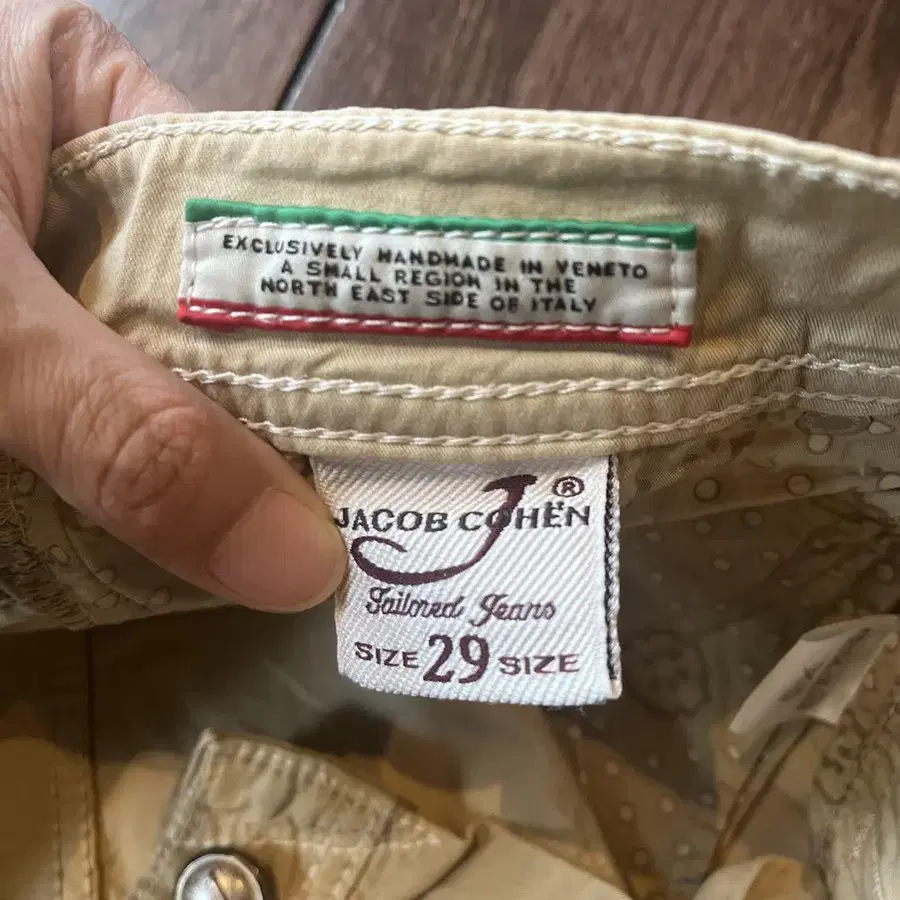 EXCLUSIVELY HANDMADE IN VENETO
A SMALL REGION IN THE
NORTH EAST SIDE OF ITALY
J®
JACOB COHËN
Tailored Jeans
SIZE 29 SIZE